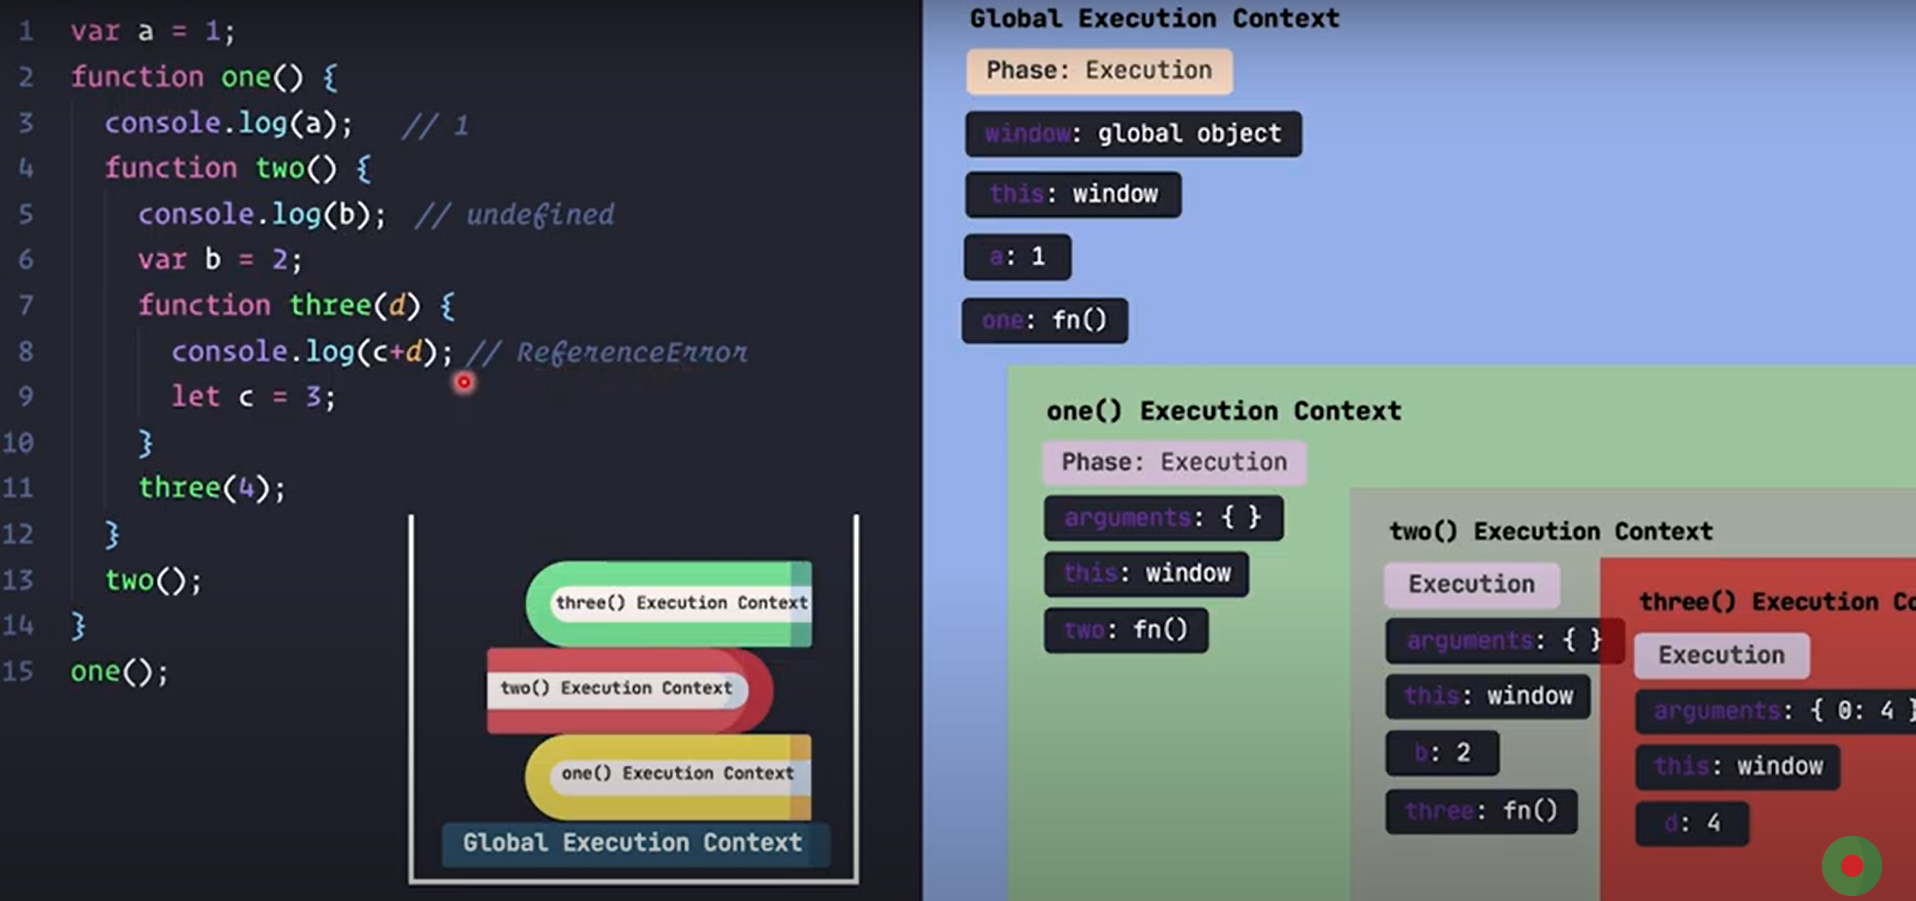 1 var a = 1;
2 function one() {
3 console.log(a); // 1
4 function two() {
5 console.log(b); // undefined
6 var b = 2;
7 function three(d) {
8 console.log(c+d); // ReferenceError
9 let c = 3;
10 }
11 three(4);
12 }
13 two();
14 }
15 one();
three() Execution Context
two() Execution Context
one() Execution Context
Global Execution Context
Global Execution Context
Phase: Execution
window: global object
this: window
a: 1
one: fn()
one() Execution Context
Phase: Execution
arguments: { }
this: window
two: fn()
two() Execution Context
Execution
arguments: { }
this: window
b: 2
three: fn()
three() Execution Co
Execution
arguments: { 0: 4 }
this: window
d: 4